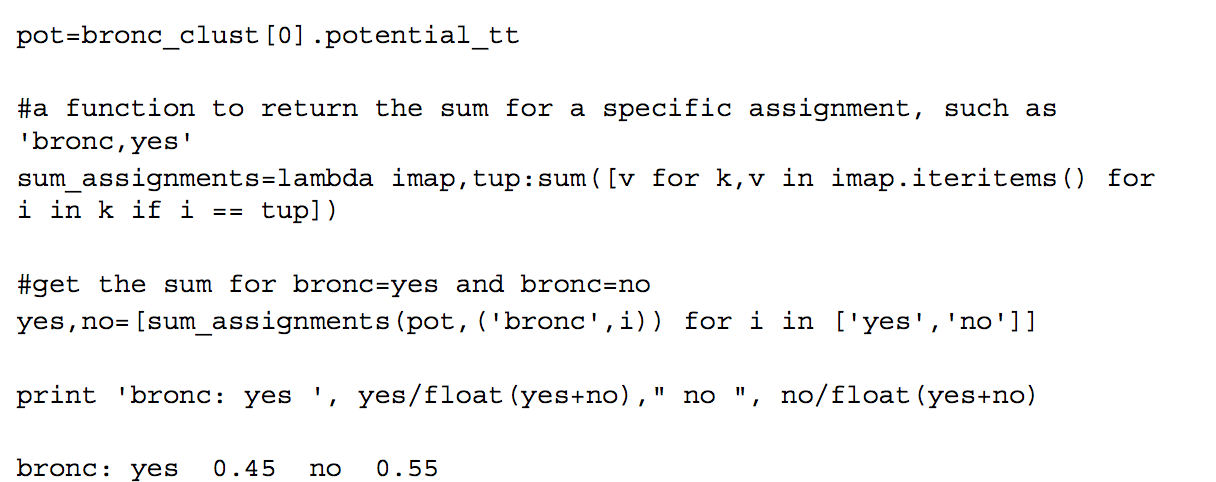 pot=bronc_clust[0].potential_tt
#a function to return the sum for a specific assignment, such as
'bronc,yes'
sum_assignments=lambda imap,tup:sum([v for k,v in imap.iteritems() for
i in k if i == tup])
#get the sum for bronc=yes and bronc=no
yes,no=[sum_assignments(pot,('bronc',i)) for i in ['yes','no']]
print 'bronc: yes ', yes/float(yes+no)," no ", no/float(yes+no)
bronc: yes  0.45  no  0.55